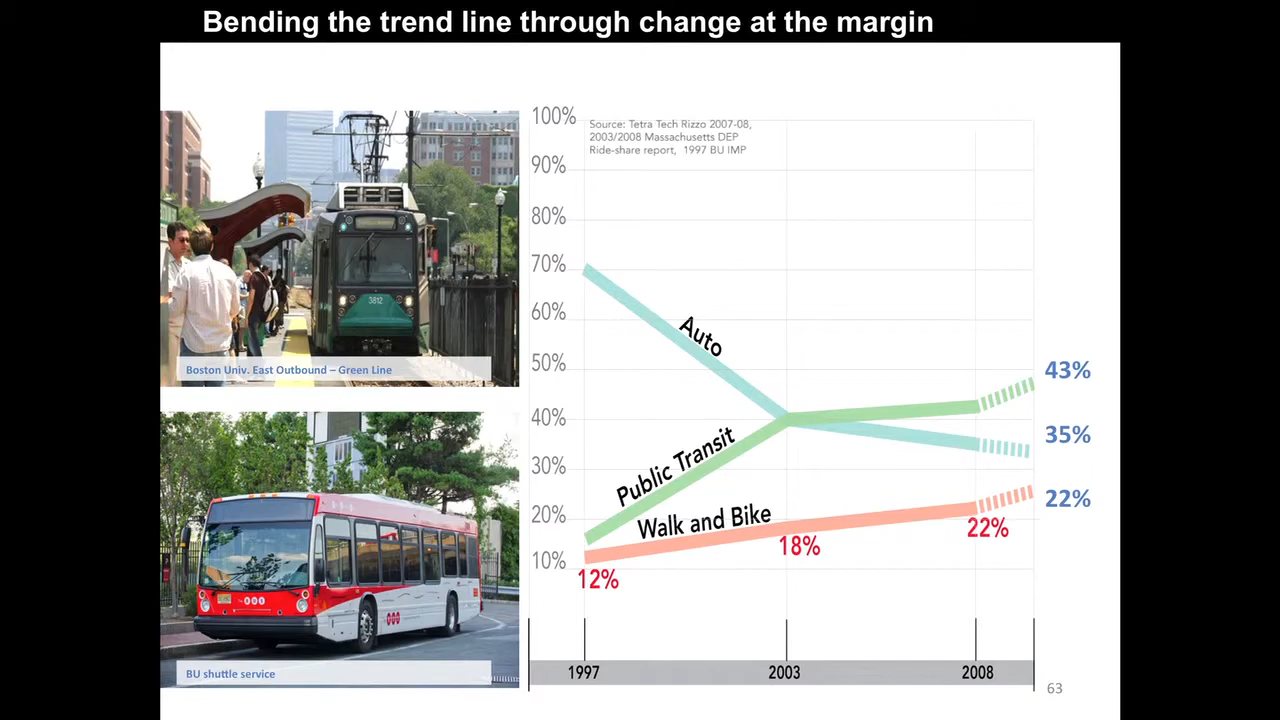 Bending the trend line through change at the margin
Boston Univ. East Outbound – Green Line
3812
BU shuttle service
Source: Tetra Tech Rizzo 2007-08,
2003/2008 Massachusetts DEP
Ride-share report, 1997 BU IMP
100%
90%
80%
70%
60%
50%
40%
30%
20%
10%
Auto
Public Transit
Walk and Bike
12%
18%
22%
43%
35%
22%
1997
2003
2008
63